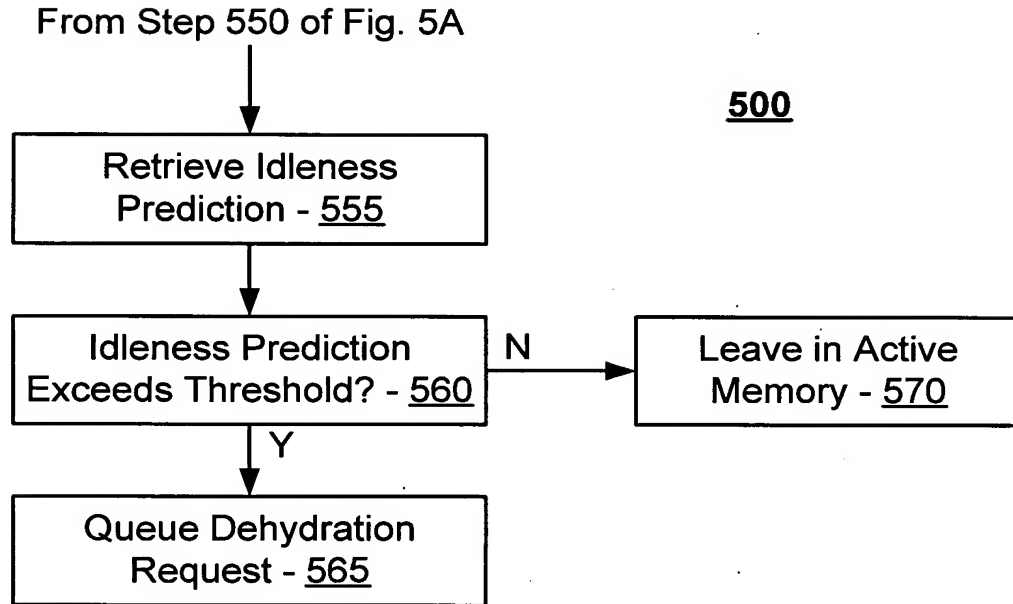 From Step 550 of Fig. 5A
500
Retrieve Idleness
Prediction - 555
Idleness Prediction
Exceeds Threshold? - 560
N
Leave in Active
Memory - 570
Y
Queue Dehydration
Request - 565